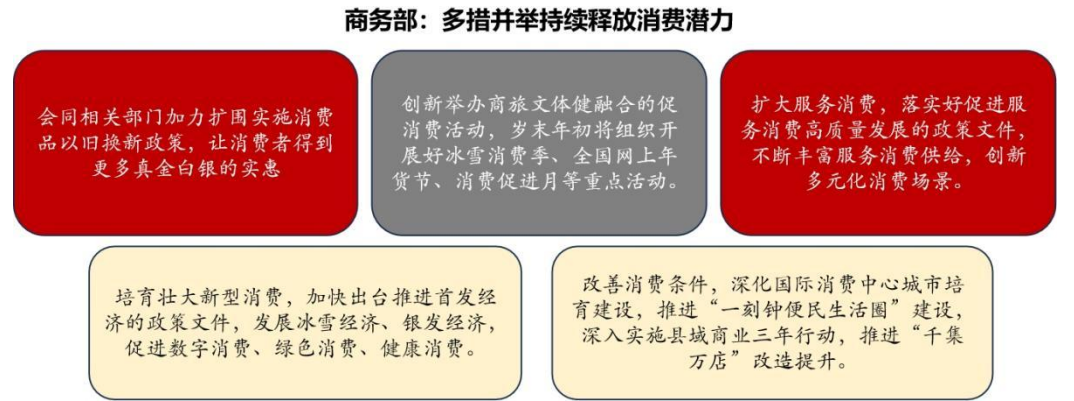 商务部：多措并举持续释放消费潜力
会同相关部门加力扩围实施消费
品以旧换新政策，让消费者得到
更多真金白银的实惠
创新举办商旅文体健融合的促
消费活动，岁末年初将组织开
展好冰雪消费季、全国网上年
货节、消费促进月等重点活动。
扩大服务消费，落实好促进服
务消费高质量发展的政策文件，
不断丰富服务消费供给，创新
多元化消费场景。
培育壮大新型消费，加快出台推进首发经
济的政策文件，发展冰雪经济、银发经济，
促进数字消费、绿色消费、健康消费。
改善消费条件，深化国际消费中心城市培
育建设，推进“一刻钟便民生活圈”建设，
深入实施县域商业三年行动，推进“千集
万店”改造提升。